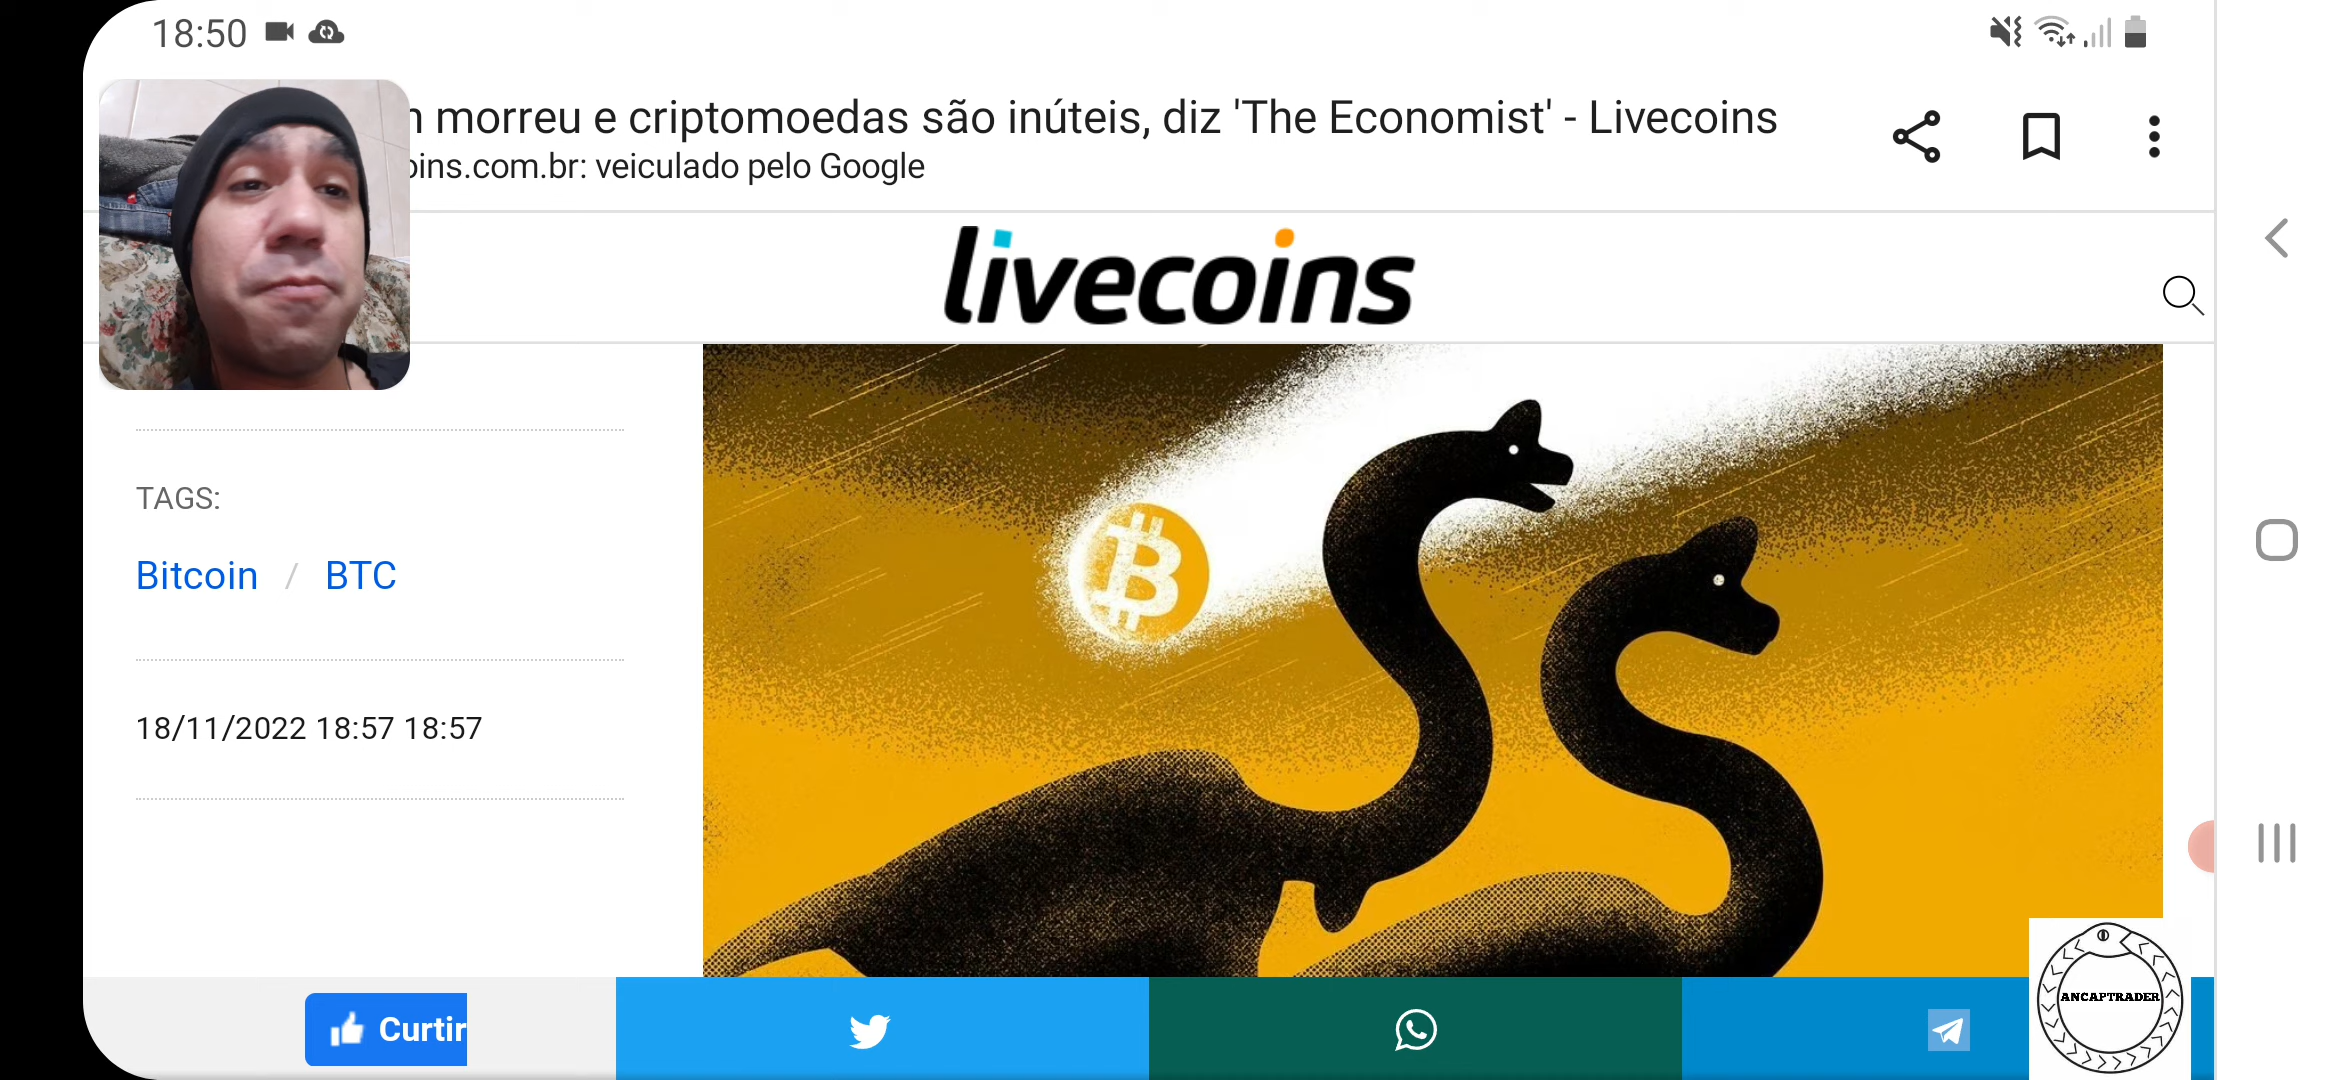 18:50
morreu e criptomoedas são inúteis, diz 'The Economist' - Livecoins
oins.com.br: veiculado pelo Google
livecoins
TAGS:
Bitcoin / BTC
18/11/2022 18:57 18:57
Curtir
ANCAPTRADER